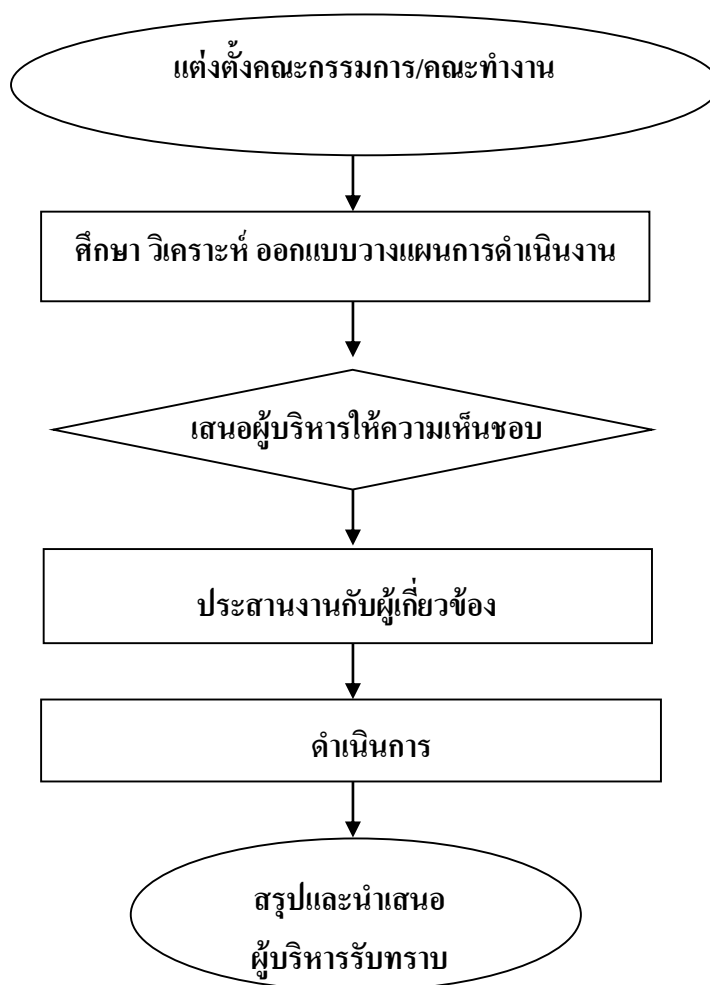 แต่งตั้งคณะกรรมการ/คณะทำงาน
ศึกษา วิเคราะห์ ออกแบบวางแผนการดำเนินงาน
เสนอผู้บริหารให้ความเห็นชอบ
ประสานงานกับผู้เกี่ยวข้อง
ดำเนินการ
สรุปและนำเสนอ
ผู้บริหารรับทราบ